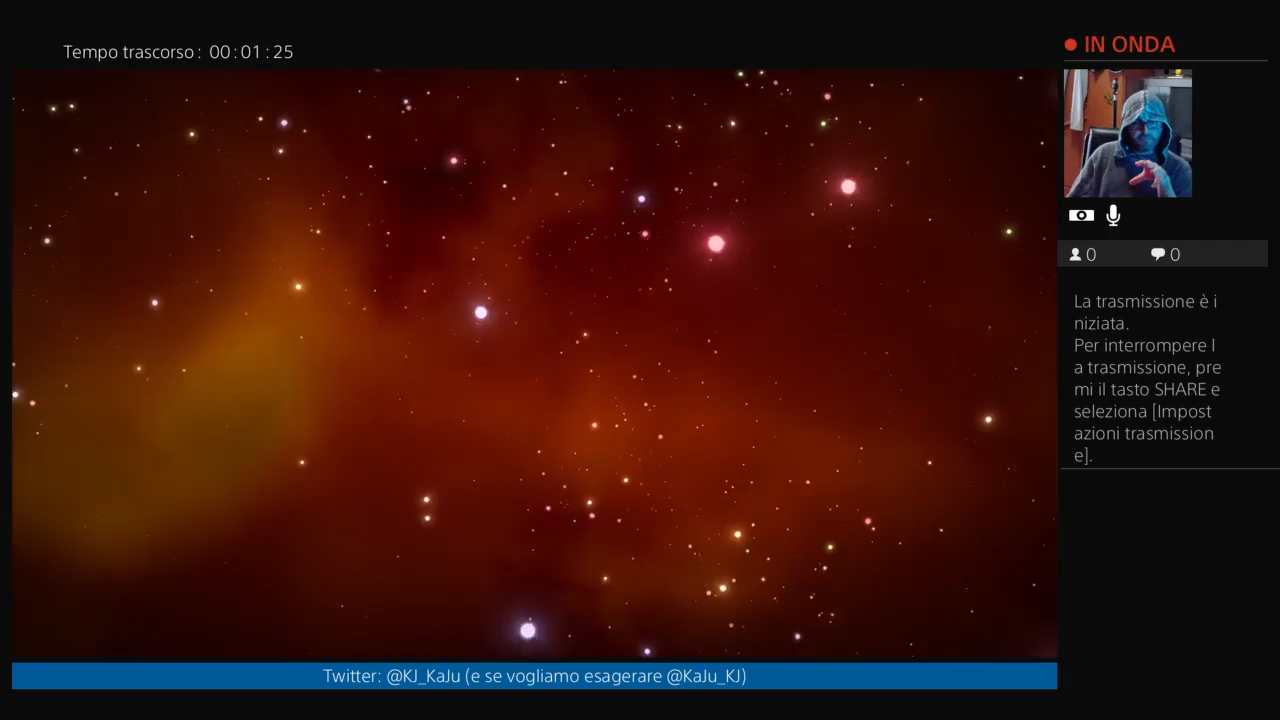 Tempo trascorso: 00:01:25
IN ONDA
0 0
La trasmissione è i
niziata.
Per interrompere l
a trasmissione, pre
mi il tasto SHARE e
seleziona [Impost
azioni trasmission
e].
Twitter: @KJ_KaJu (e se vogliamo esagerare @KaJu_KJ)